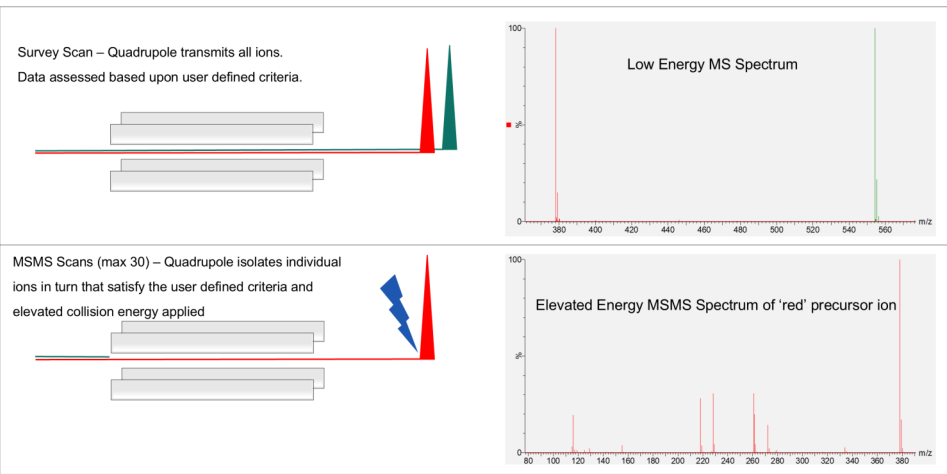 Survey Scan – Quadrupole transmits all ions.
Data assessed based upon user defined criteria.
Low Energy MS Spectrum
100
%
0
380 400 420 440 460 480 500 520 540 560
m/z
MSMS Scans (max 30) – Quadrupole isolates individual
ions in turn that satisfy the user defined criteria and
elevated collision energy applied
Elevated Energy MSMS Spectrum of ‘red’ precursor ion
100
%
0
80 100 120 140 160 180 200 220 240 260 280 300 320 340 360 380
m/z